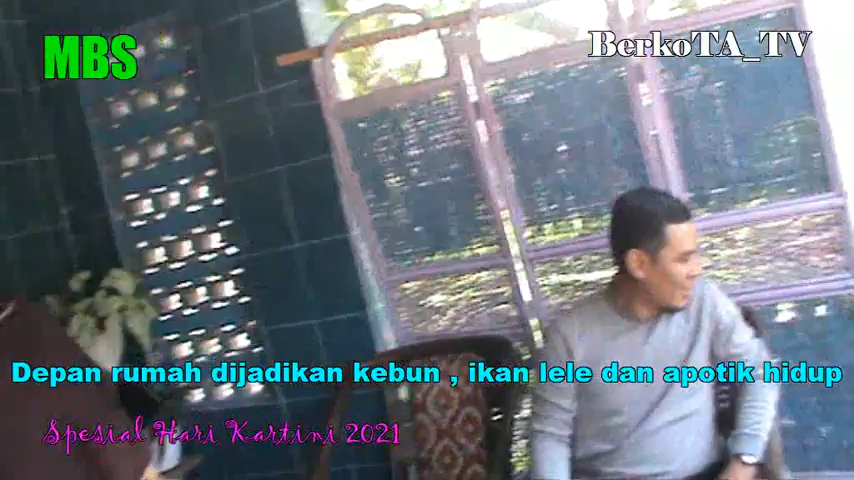 MBS
BerkoTA_TV
Depan rumah dijadikan kebun , ikan lele dan apotik hidup
Spesial Hari Kartini 2021